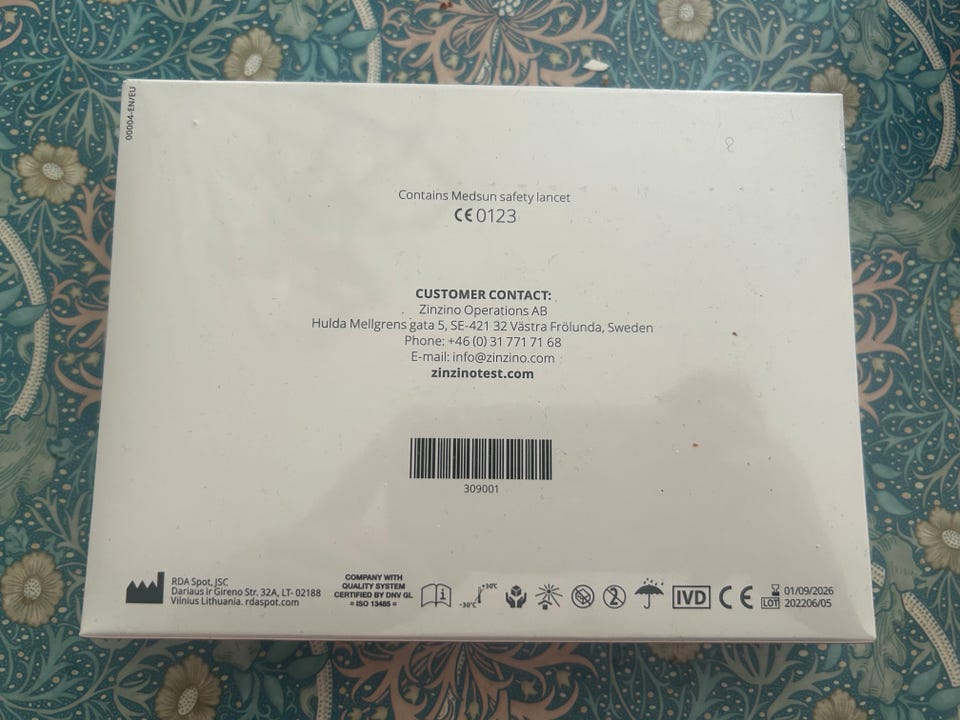 00004-EN/EU
Contains Medsun safety lancet
CE 0123
CUSTOMER CONTACT:
Zinzino Operations AB
Hulda Mellgrens gata 5, SE-421 32 Västra Frölunda, Sweden
Phone: +46 (0) 31 771 71 68
E-mail: info@zinzino.com
zinzinotest.com
309001
RDA Spot, JSC
Dariaus ir Gireno Str. 32A, LT- 02188
Vilnius Lithuania. rdaspot.com
COMPANY WITH
QUALITY SYSTEM
CERTIFIED BY DNV GL
= ISO 13485 =
i
-30°C
+30°C
2
IVD
CE
01/09/2026
LOT 202206/05